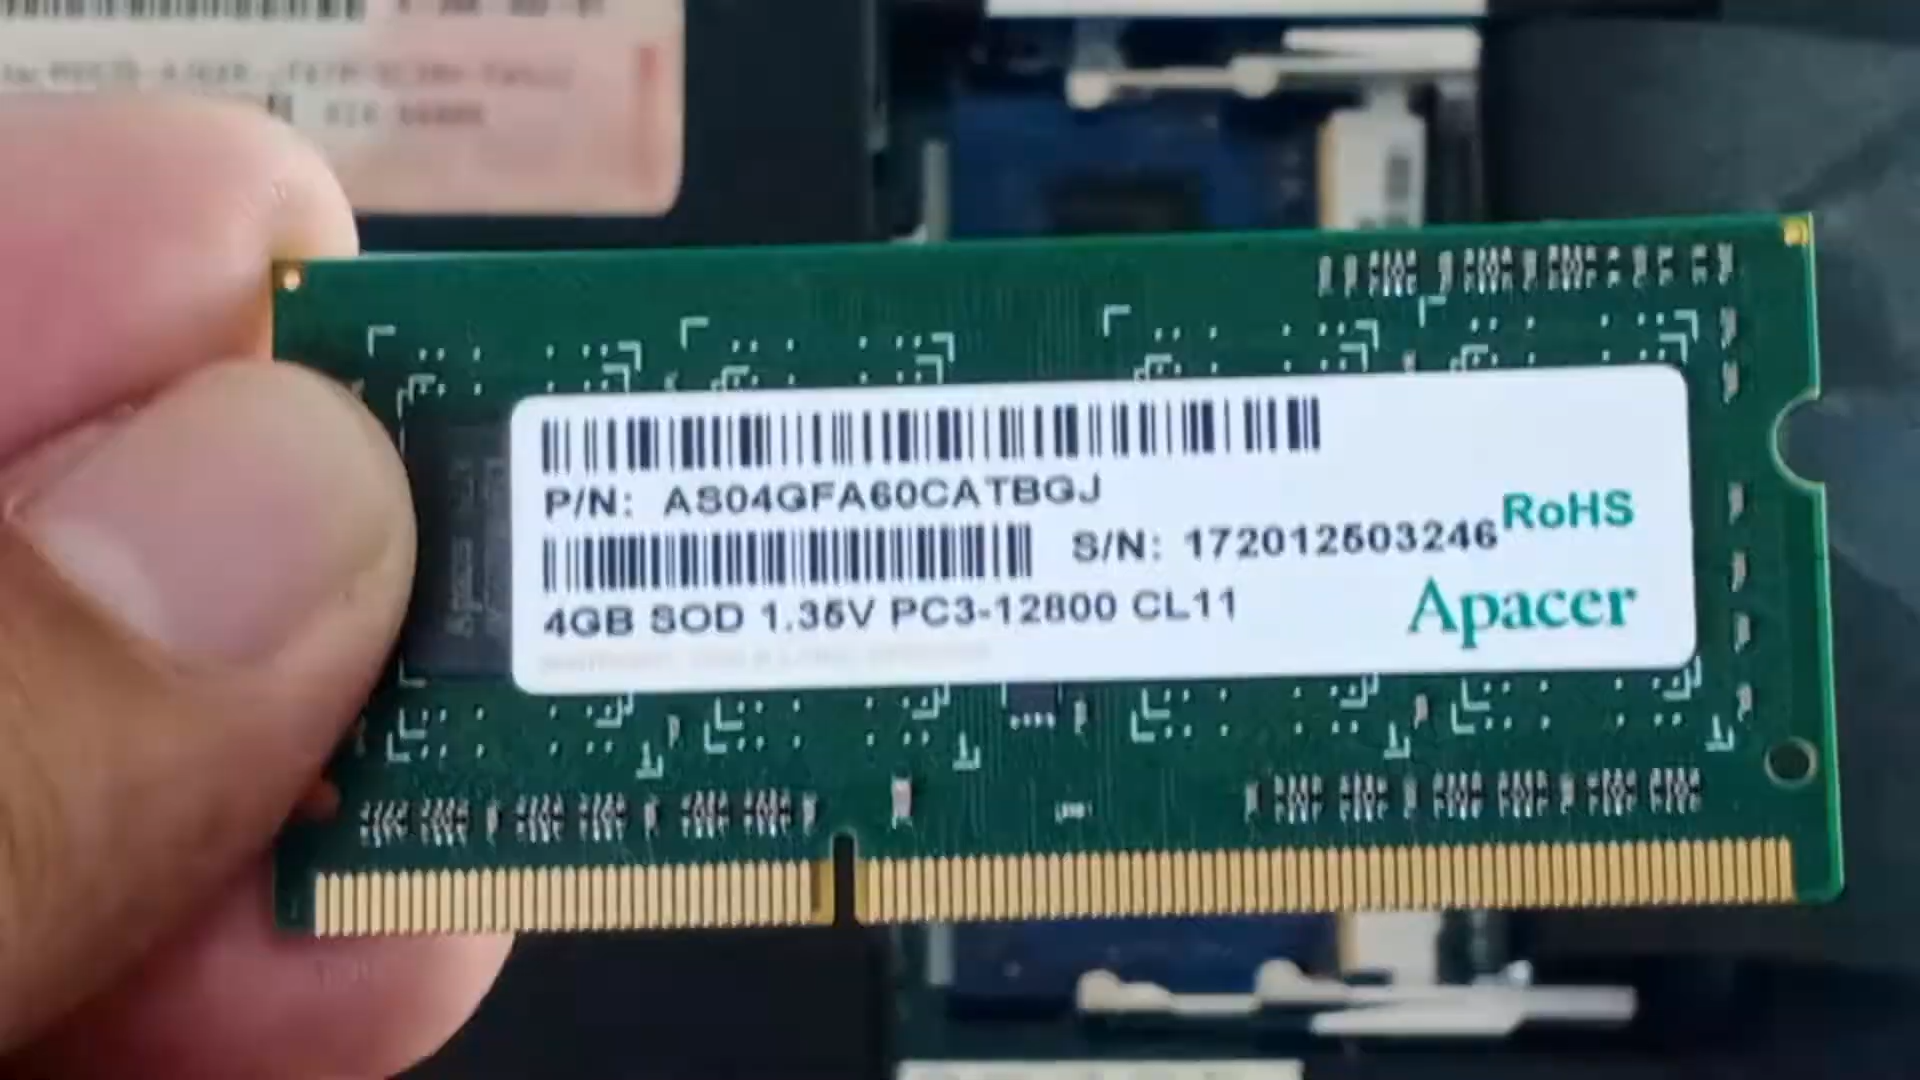 P/N: AS04GFA60CATBGJ
S/N: 172012503246
RoHS
4GB SOD 1.35V PC3-12800 CL11
Apacer